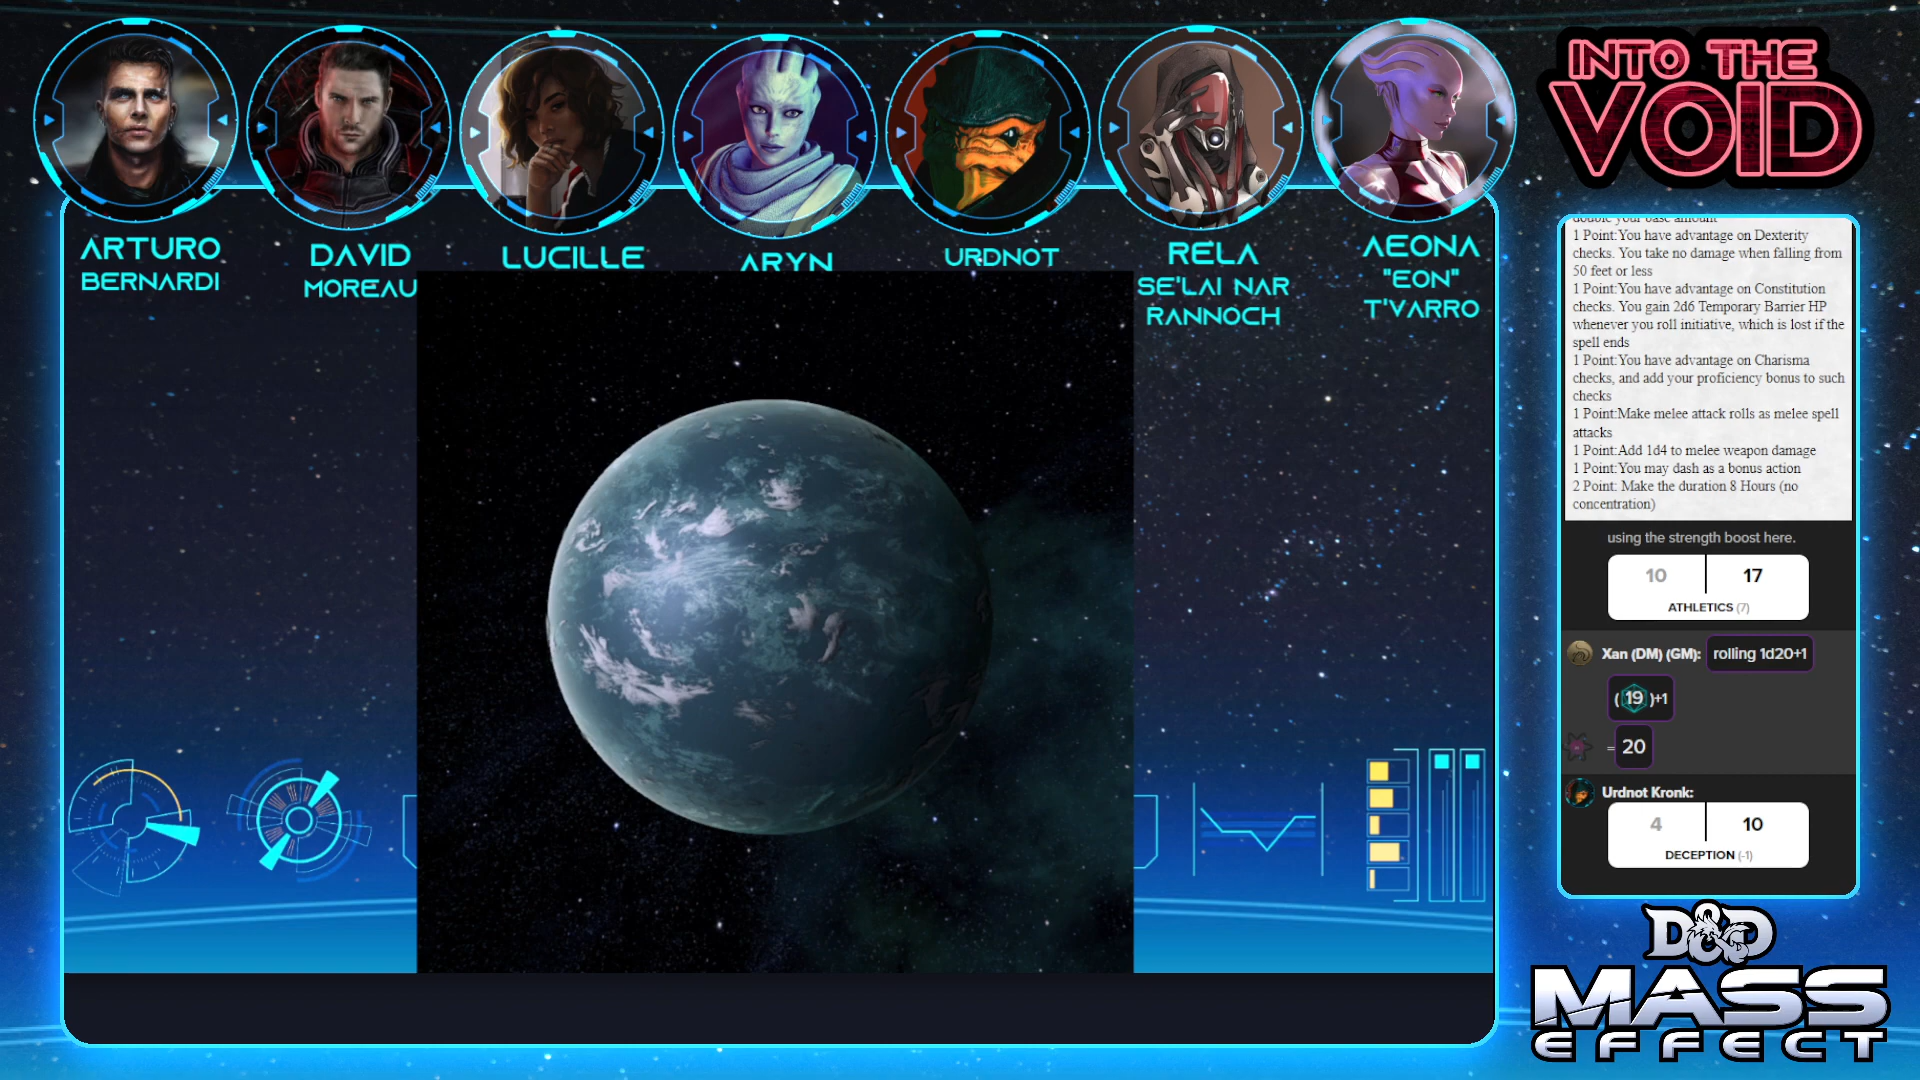 INTO THE
VOID
ARTURO
BERNARDI
DAVID
MOREAU
LUCILLE
ARYN
URDNOT
RELA
SE'LAI NAR
RANNOCH
AEONA
"EON"
T'VARRO
double your base amount
1 Point:You have advantage on Dexterity
checks. You take no damage when falling from
50 feet or less
1 Point:You have advantage on Constitution
checks. You gain 2d6 Temporary Barrier HP
whenever you roll initiative, which is lost if the
spell ends
1 Point:You have advantage on Charisma
checks, and add your proficiency bonus to such
checks
1 Point:Make melee attack rolls as melee spell
attacks
1 Point:Add 1d4 to melee weapon damage
1 Point:You may dash as a bonus action
2 Point: Make the duration 8 Hours (no
concentration)
using the strength boost here.
10 17
ATHLETICS (7)
Xan (DM) (GM): rolling 1d20+1
(19)+1
= 20
Urdnot Kronk:
4 10
DECEPTION (-1)
D&D
MASS
EFFECT